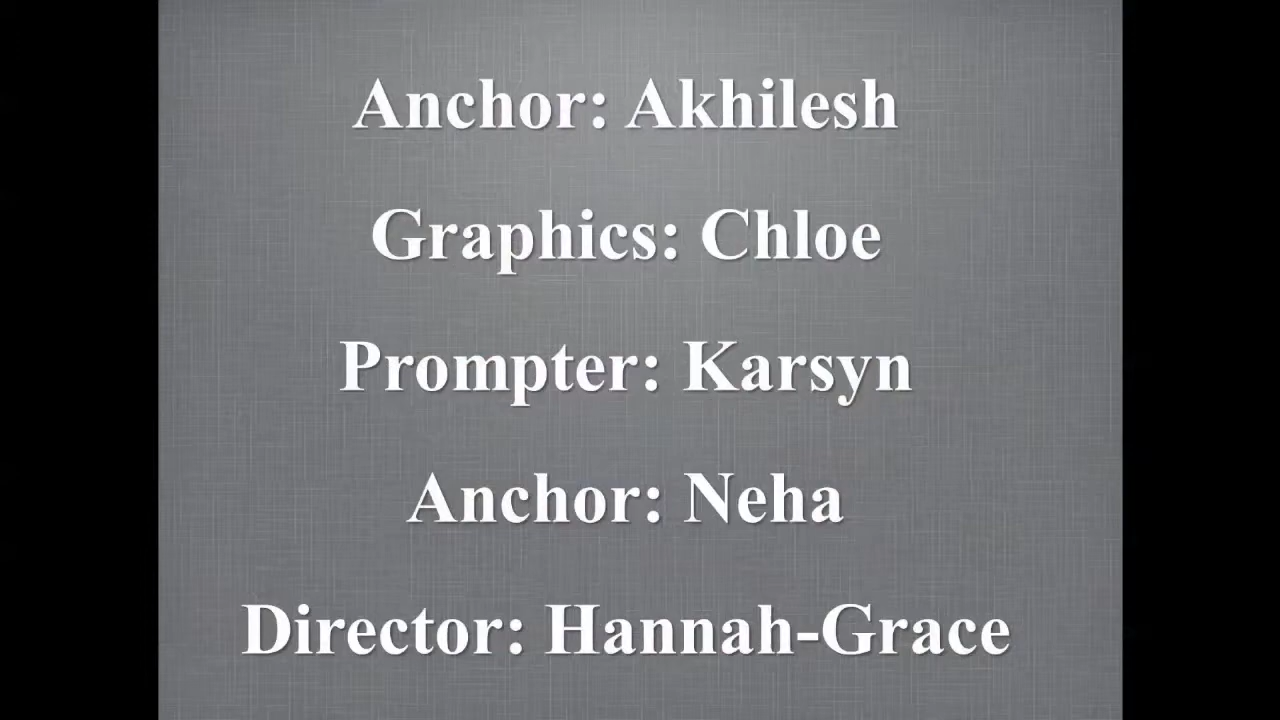 Anchor: Akhilesh
Graphics: Chloe
Prompter: Karsyn
Anchor: Neha
Director: Hannah-Grace